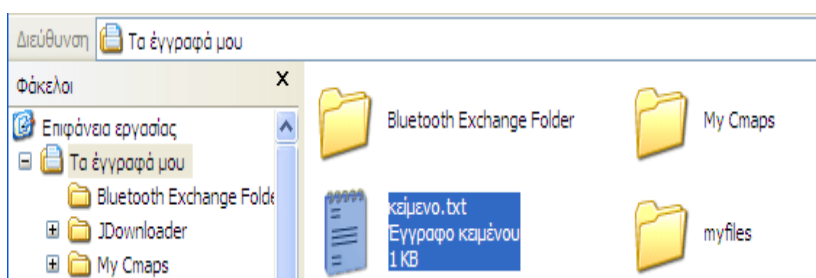 Διεύθυνση Τα έγγραφά μου
Φάκελοι X
Επιφάνεια εργασίας
Τα έγγραφά μου
Bluetooth Exchange Folde
JDownloader
My Cmaps
Bluetooth Exchange Folder
My Cmaps
κείμενο.txt
Έγγραφο κειμένου
1 KB
myfiles